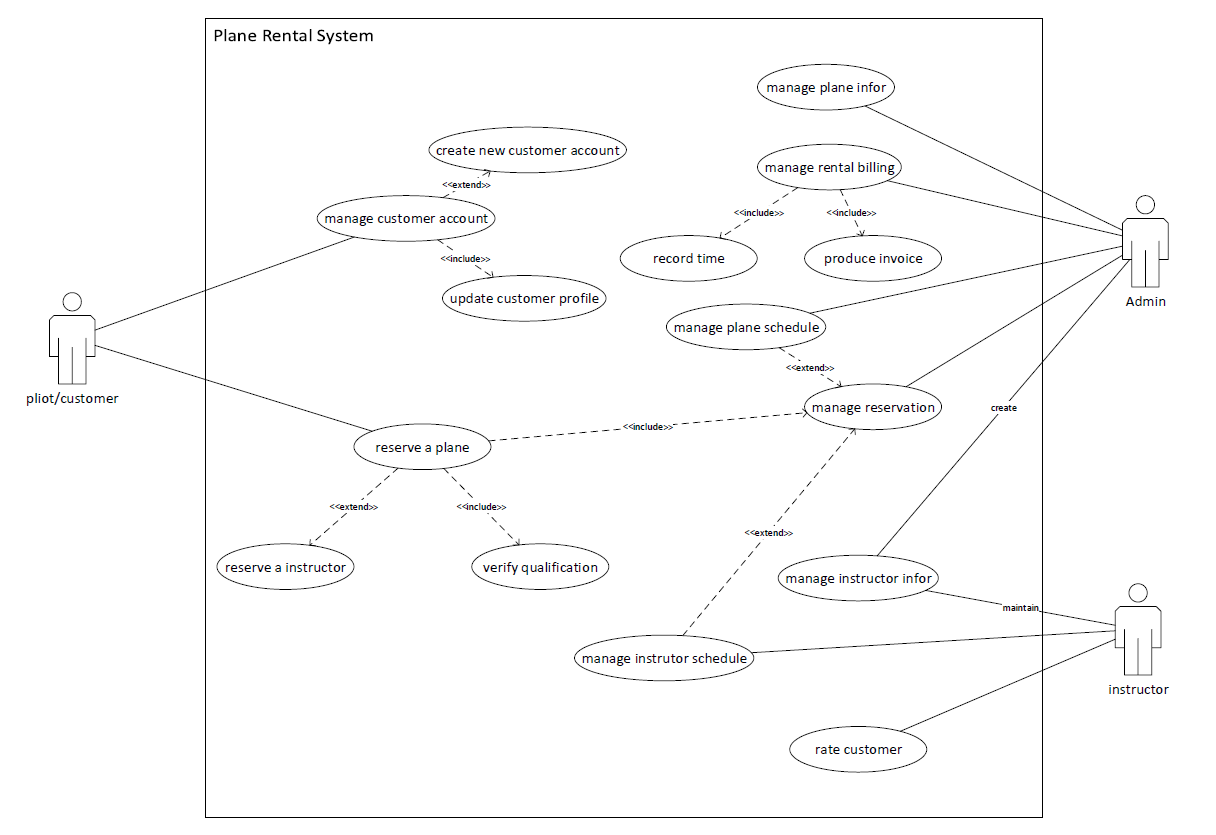 Plane Rental System
manage plane infor
create new customer account
manage rental billing
<<extend>>
<<include>>
<<include>>
manage customer account
<<include>>
record time
produce invoice
update customer profile
Admin
manage plane schedule
<<extend>>
pliot/customer
manage reservation
create
<<include>>
reserve a plane
<<extend>>
<<include>>
<<extend>>
reserve a instructor
verify qualification
manage instructor infor
maintain
manage instrutor schedule
instructor
rate customer